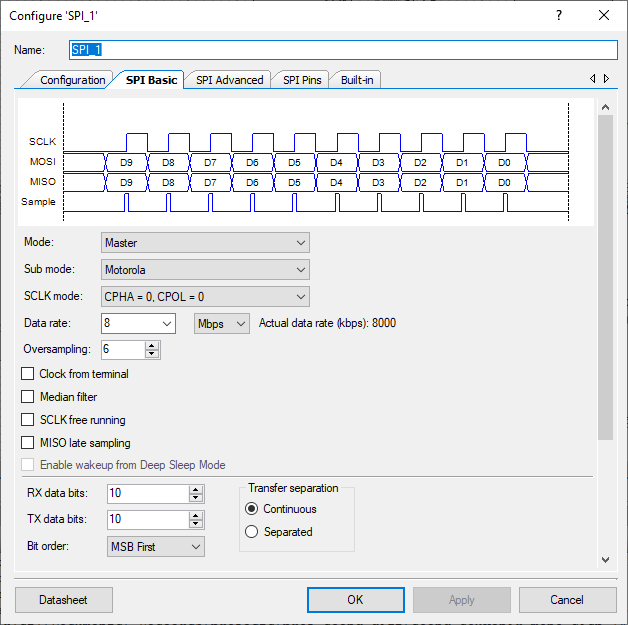 Configure 'SPI_1'
Name: SPI_1
Configuration SPI Basic SPI Advanced SPI Pins Built-in
SCLK
MOSI D9 D8 D7 D6 D5 D4 D3 D2 D1 D0
MISO D9 D8 D7 D6 D5 D4 D3 D2 D1 D0
Sample
Mode: Master
Sub mode: Motorola
SCLK mode: CPHA = 0, CPOL = 0
Data rate: 8 Mbps Actual data rate (kbps): 8000
Oversampling: 6
Clock from terminal
Median filter
SCLK free running
MISO late sampling
Enable wakeup from Deep Sleep Mode
RX data bits: 10
TX data bits: 10
Bit order: MSB First
Transfer separation
Continuous
Separated
Datasheet OK Apply Cancel